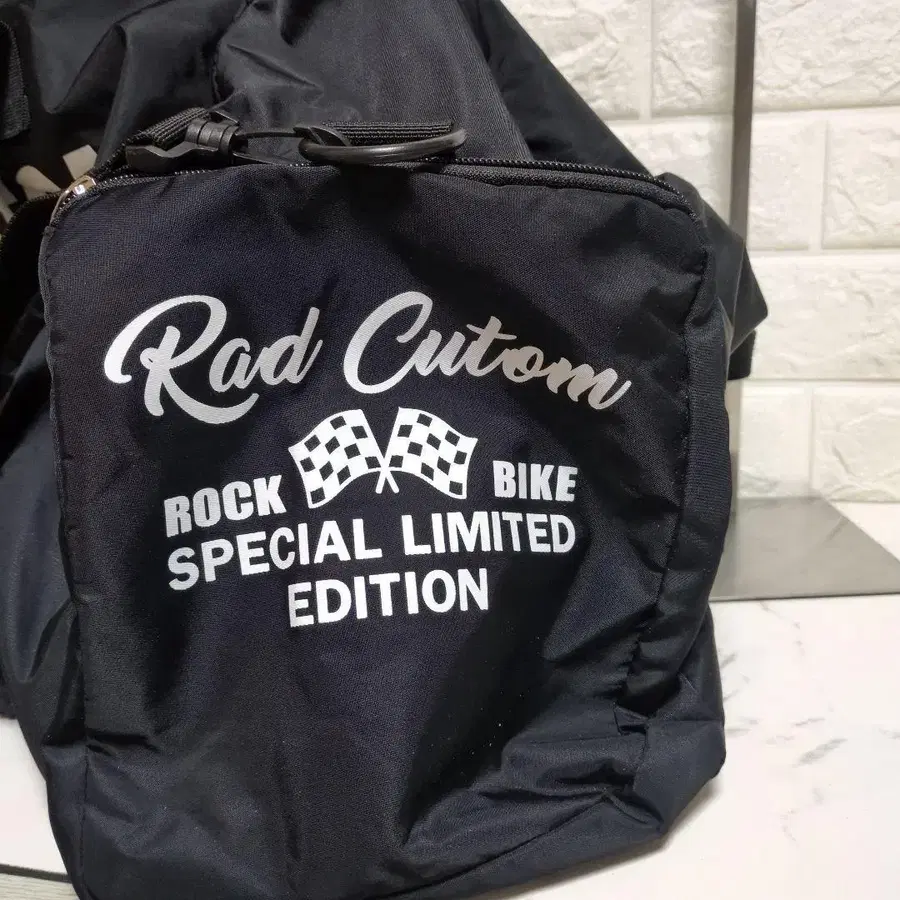 Rad Cutom
ROCK BIKE
SPECIAL LIMITED
EDITION